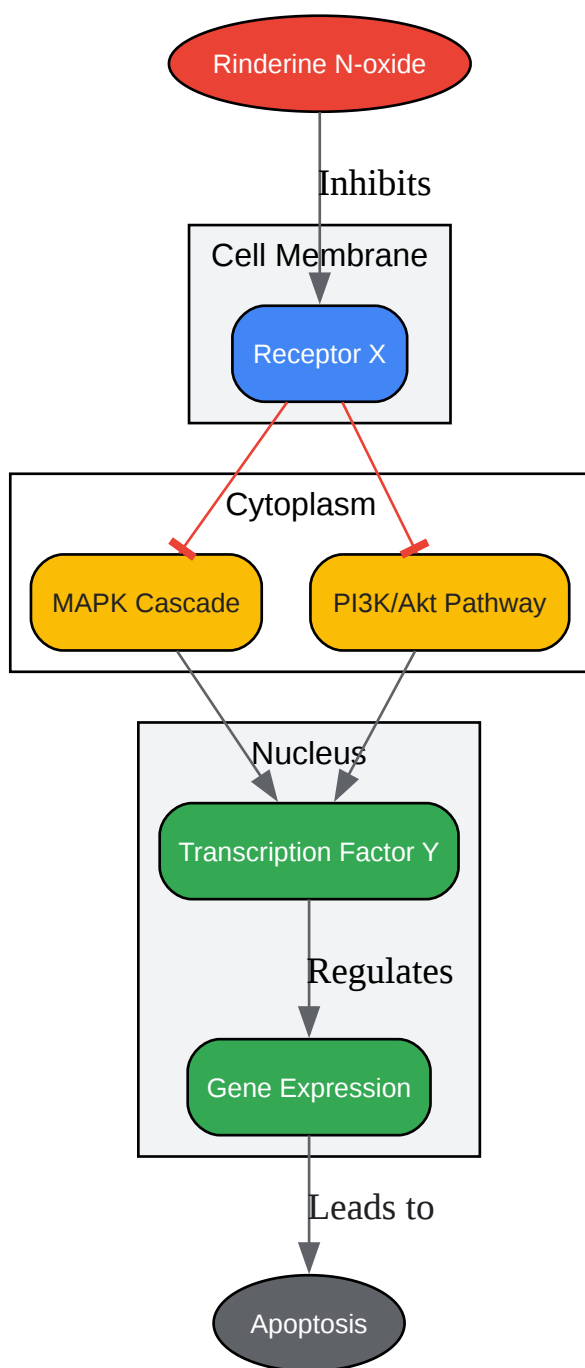 Rinderine N-oxide
Inhibits
Cell Membrane
Receptor X
Cytoplasm
MAPK Cascade
PI3K/Akt Pathway
Nucleus
Transcription Factor Y
Regulates
Gene Expression
Leads to
Apoptosis